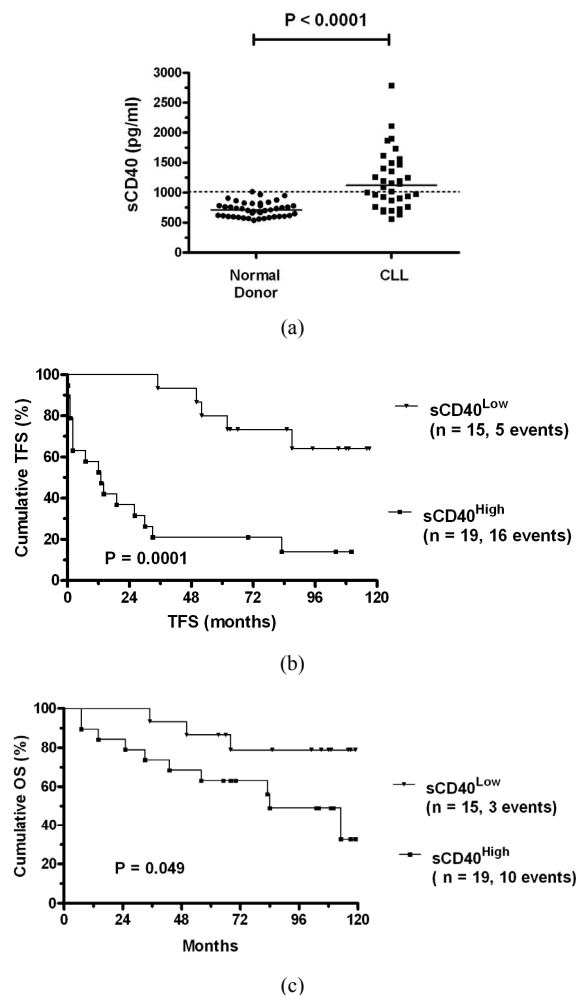 P < 0.0001
sCD40 (pg/ml)
3000
2500
2000
1500
1000
500
0
Normal
Donor
CLL
(a)
Cumulative TFS (%)
100
80
60
40
20
0
0 24 48 72 96 120
TFS (months)
P = 0.0001
sCD40Low
(n = 15, 5 events)
sCD40High
(n = 19, 16 events)
(b)
Cumulative OS (%)
100
80
60
40
20
0
0 24 48 72 96 120
Months
P = 0.049
sCD40Low
(n = 15, 3 events)
sCD40High
( n = 19, 10 events)
(c)